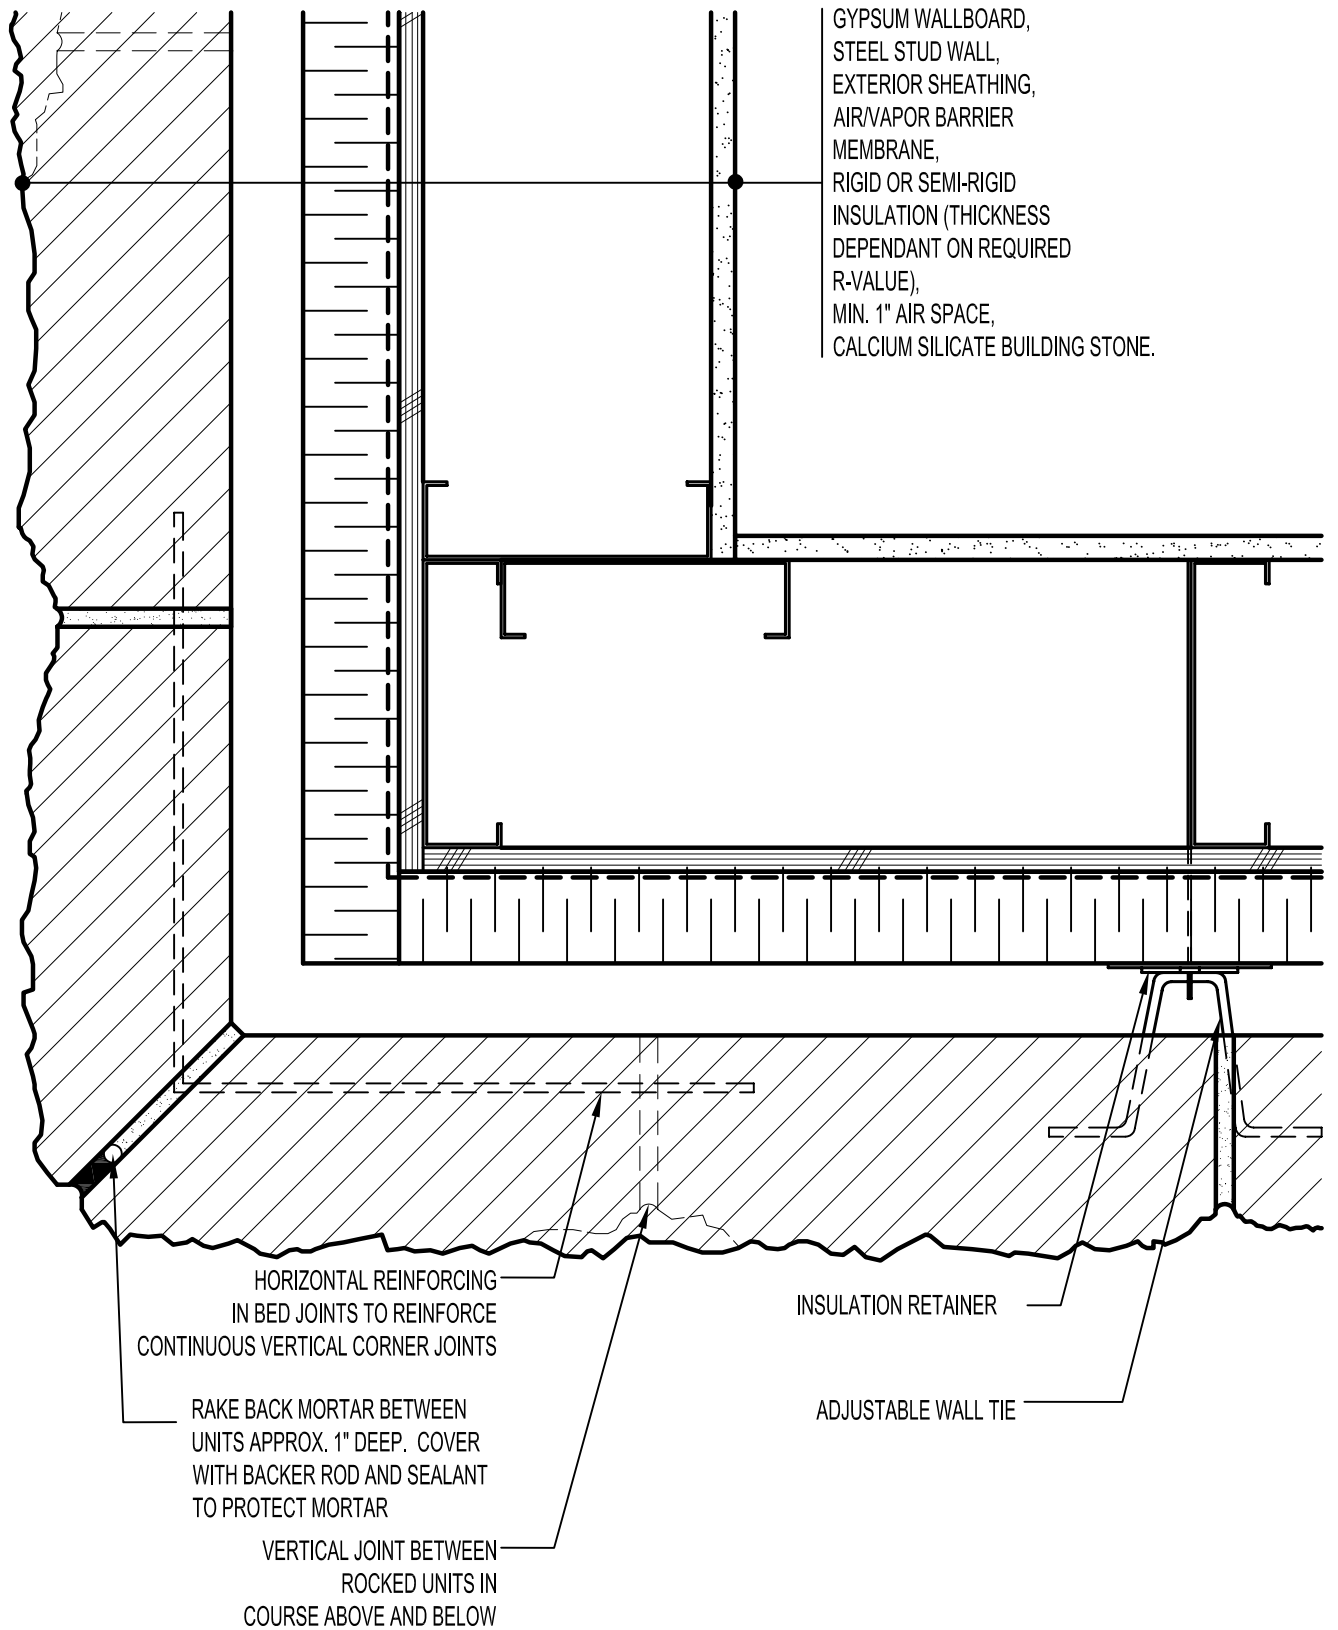 GYPSUM WALLBOARD,
STEEL STUD WALL,
EXTERIOR SHEATHING,
AIR/VAPOR BARRIER
MEMBRANE,
RIGID OR SEMI-RIGID
INSULATION (THICKNESS
DEPENDANT ON REQUIRED
R-VALUE),
MIN. 1" AIR SPACE,
CALCIUM SILICATE BUILDING STONE.
HORIZONTAL REINFORCING
IN BED JOINTS TO REINFORCE
CONTINUOUS VERTICAL CORNER JOINTS
INSULATION RETAINER
RAKE BACK MORTAR BETWEEN
UNITS APPROX. 1" DEEP. COVER
WITH BACKER ROD AND SEALANT
TO PROTECT MORTAR
ADJUSTABLE WALL TIE
VERTICAL JOINT BETWEEN
ROCKED UNITS IN
COURSE ABOVE AND BELOW